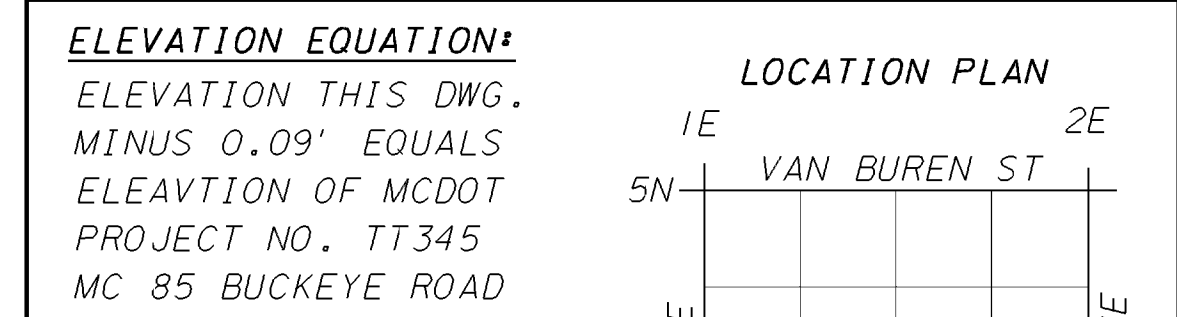 ELEVATION EQUATION:
ELEVATION THIS DWG.
MINUS 0.09' EQUALS
ELEAVTION OF MCDOT
PROJECT NO. TT345
MC 85 BUCKEYE ROAD
LOCATION PLAN
1E 2E
VAN BUREN ST
5N
E E